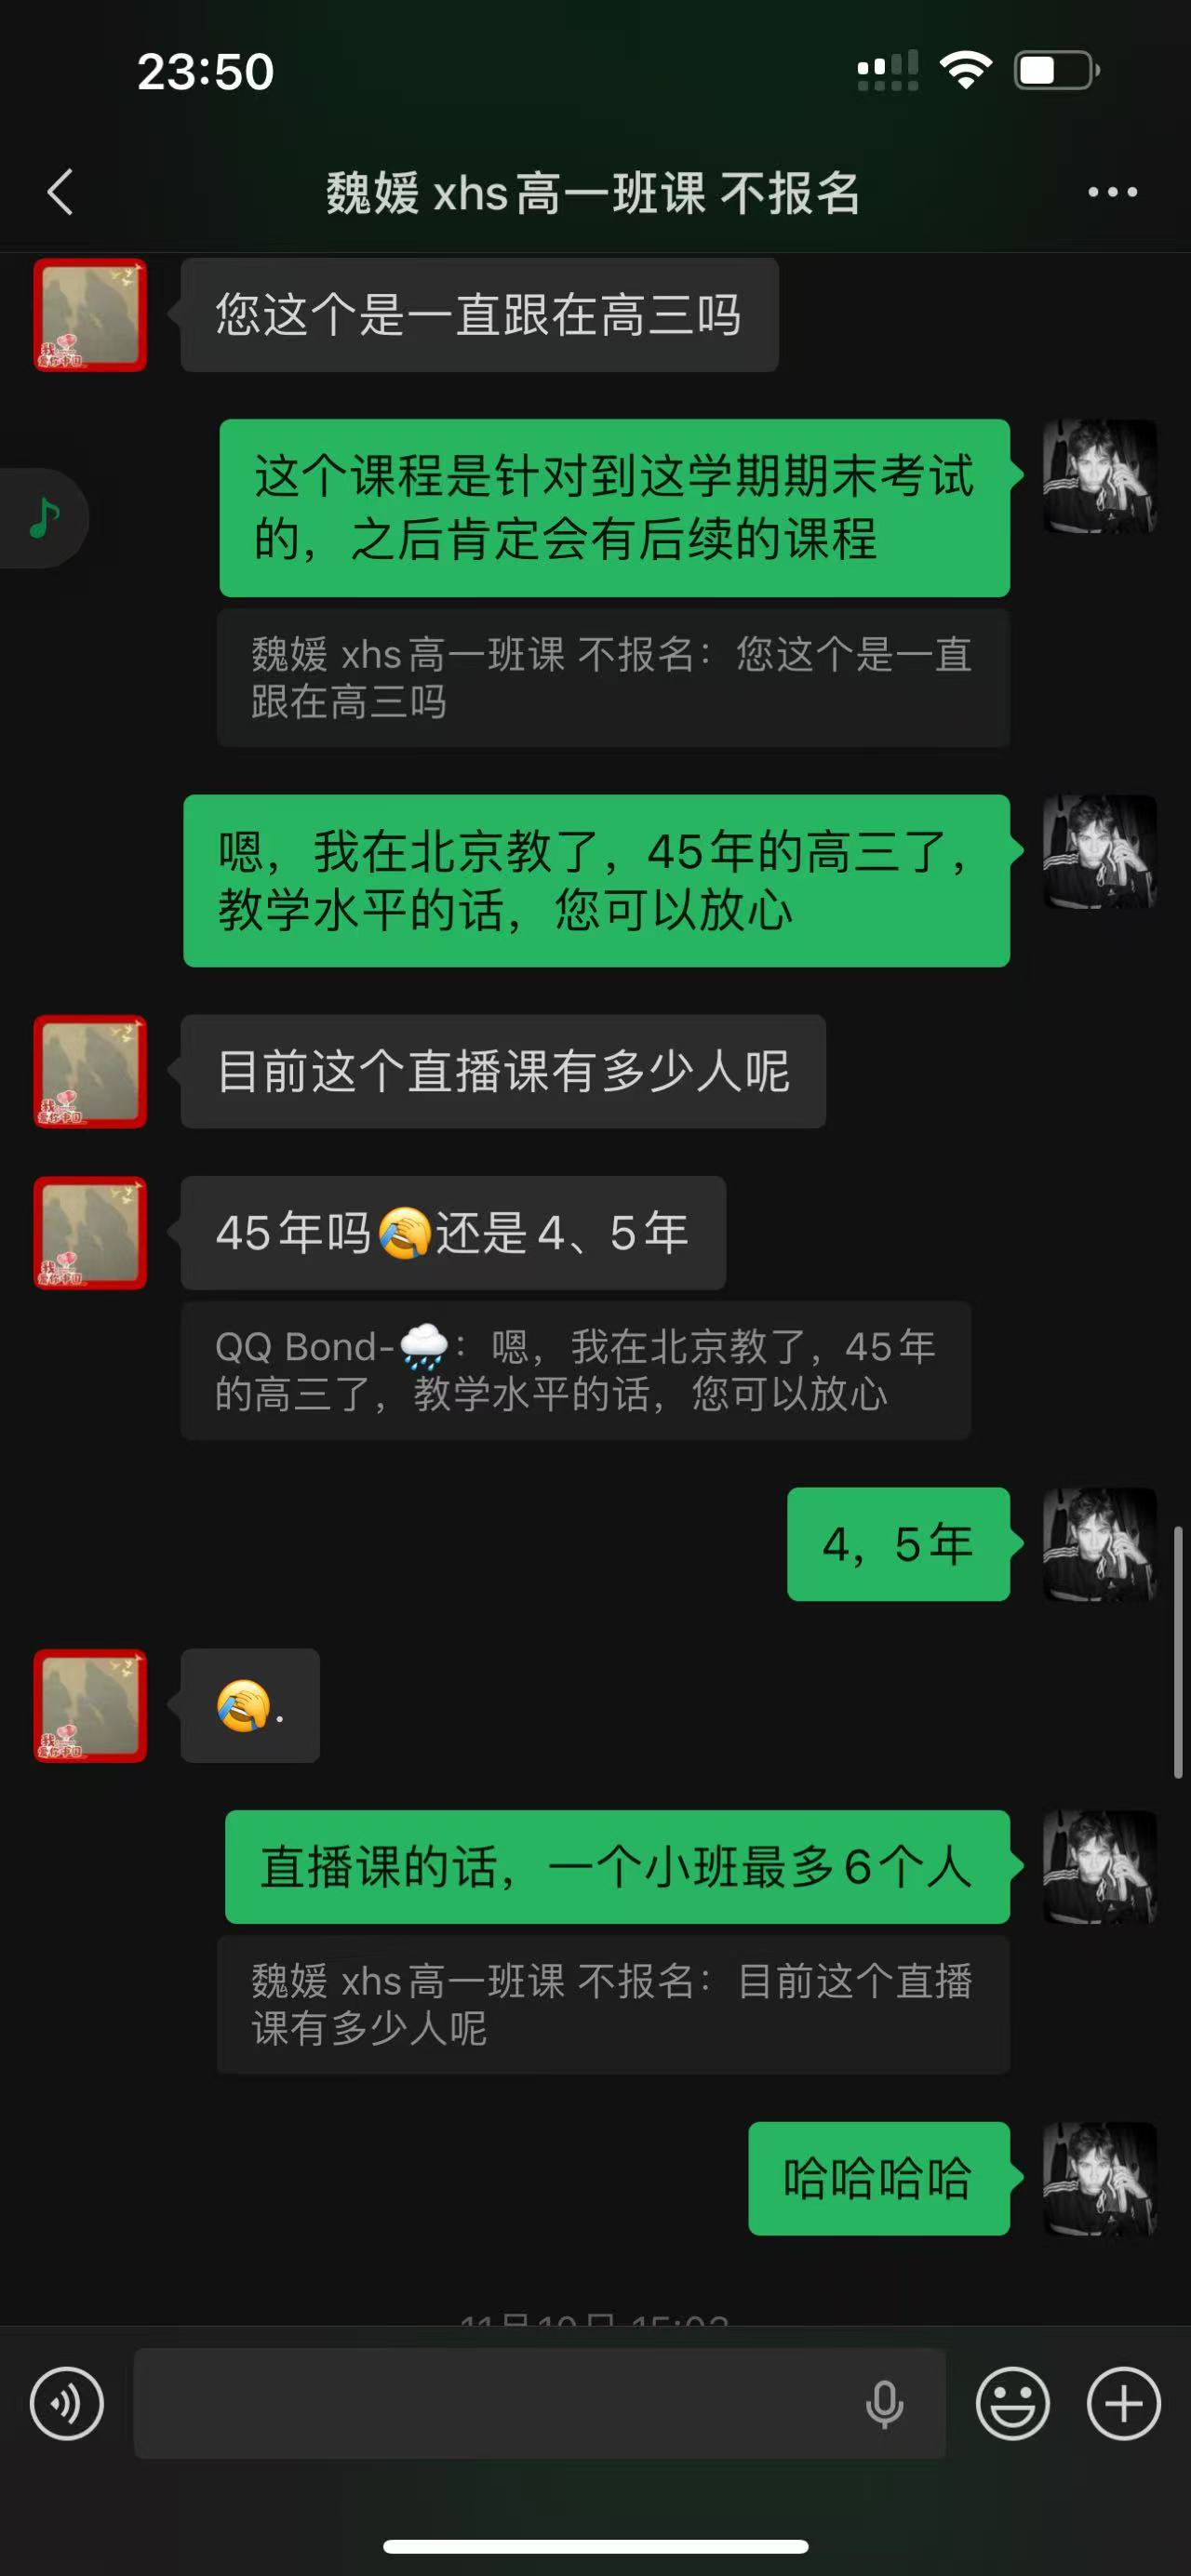 23:50
魏媛 xhs高一班课 不报名
您这个是一直跟在高三吗
这个课程是针对到这学期期末考试
的，之后肯定会有后续的课程
魏媛 xhs高一班课 不报名：您这个是一直
跟在高三吗
嗯，我在北京教了，45年的高三了，
教学水平的话，您可以放心
目前这个直播课有多少人呢
45年吗🤦还是4、5年
QQ Bond-🌧️：嗯，我在北京教了，45年
的高三了，教学水平的话，您可以放心
4，5年
🤦.
直播课的话，一个小班最多6个人
魏媛 xhs高一班课 不报名：目前这个直播
课有多少人呢
哈哈哈哈
11月10日 15:03